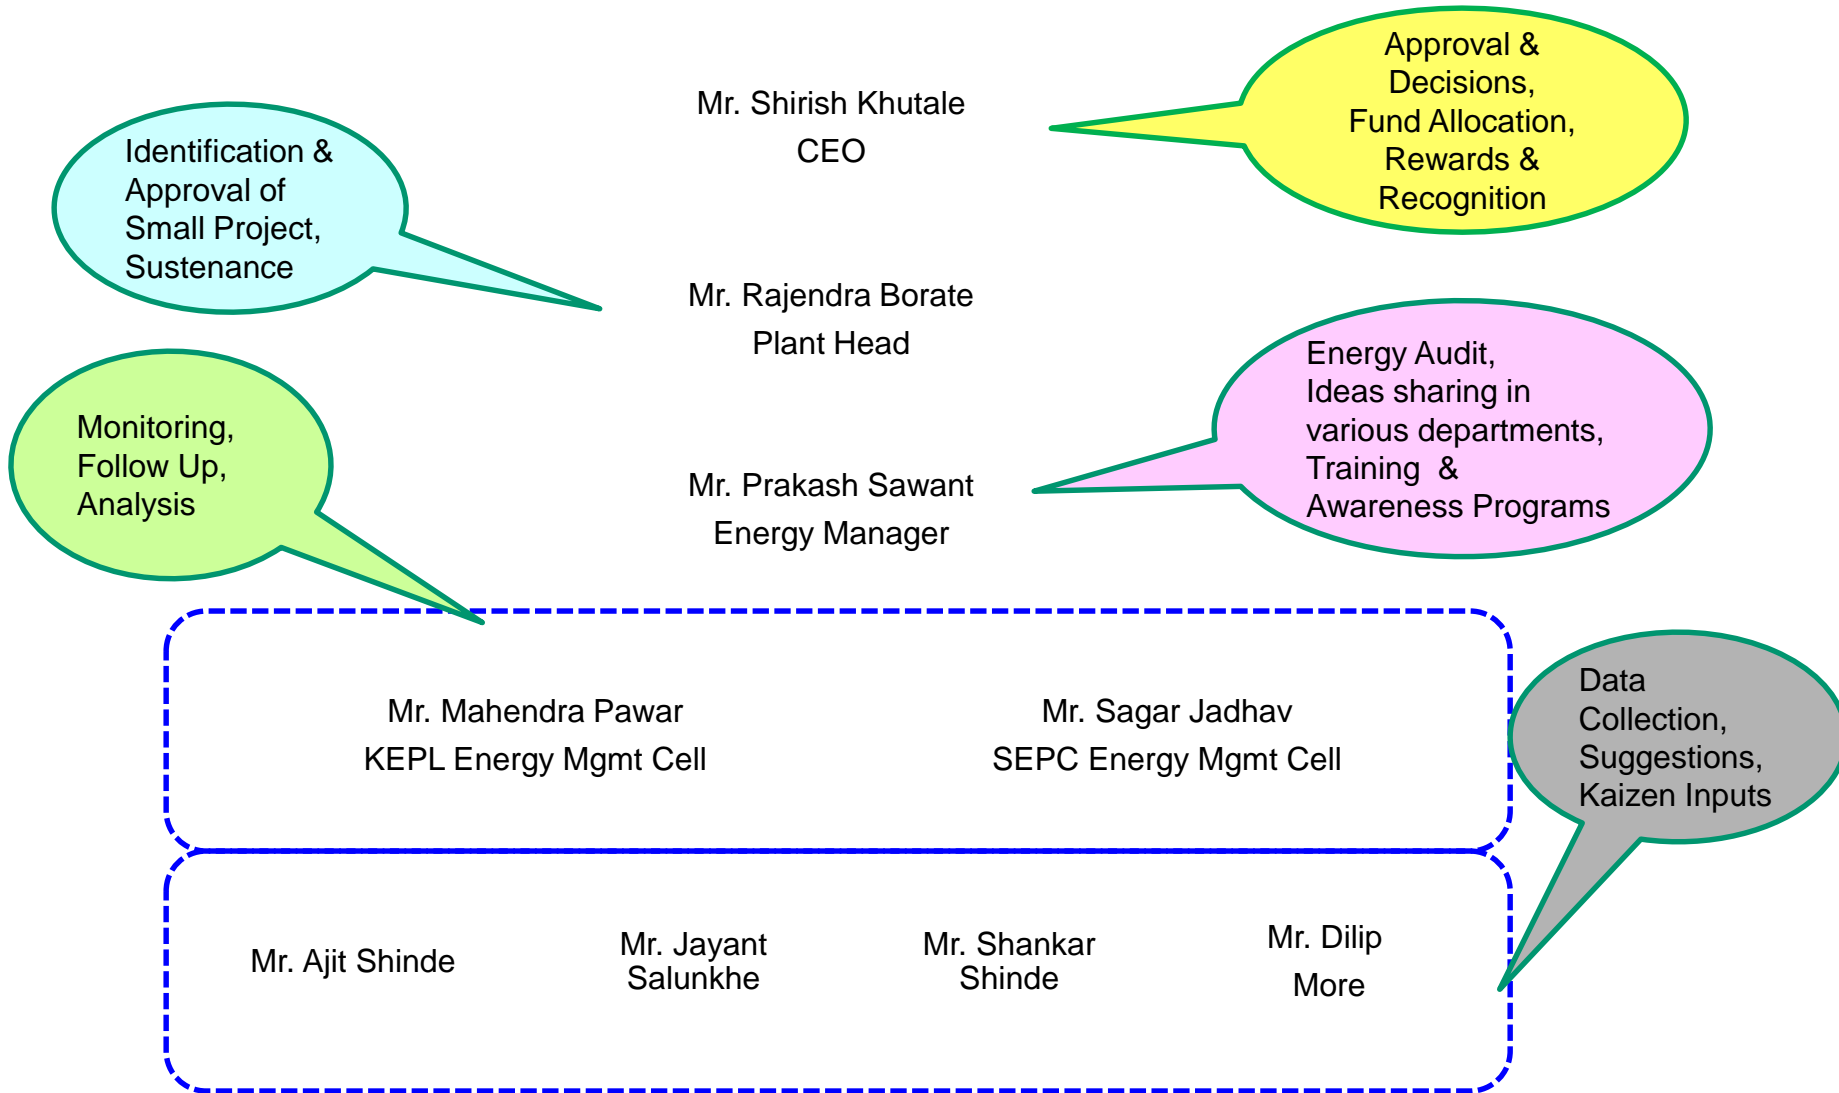 Approval &
Decisions,
Fund Allocation,
Rewards &
Recognition
Mr. Shirish Khutale
CEO
Identification &
Approval of
Small Project,
Sustenance
Mr. Rajendra Borate
Plant Head
Energy Audit,
Ideas sharing in
various departments,
Training &
Awareness Programs
Monitoring,
Follow Up,
Analysis
Mr. Prakash Sawant
Energy Manager
Mr. Mahendra Pawar
KEPL Energy Mgmt Cell
Mr. Sagar Jadhav
SEPC Energy Mgmt Cell
Data
Collection,
Suggestions,
Kaizen Inputs
Mr. Ajit Shinde
Mr. Jayant
Salunkhe
Mr. Shankar
Shinde
Mr. Dilip
More